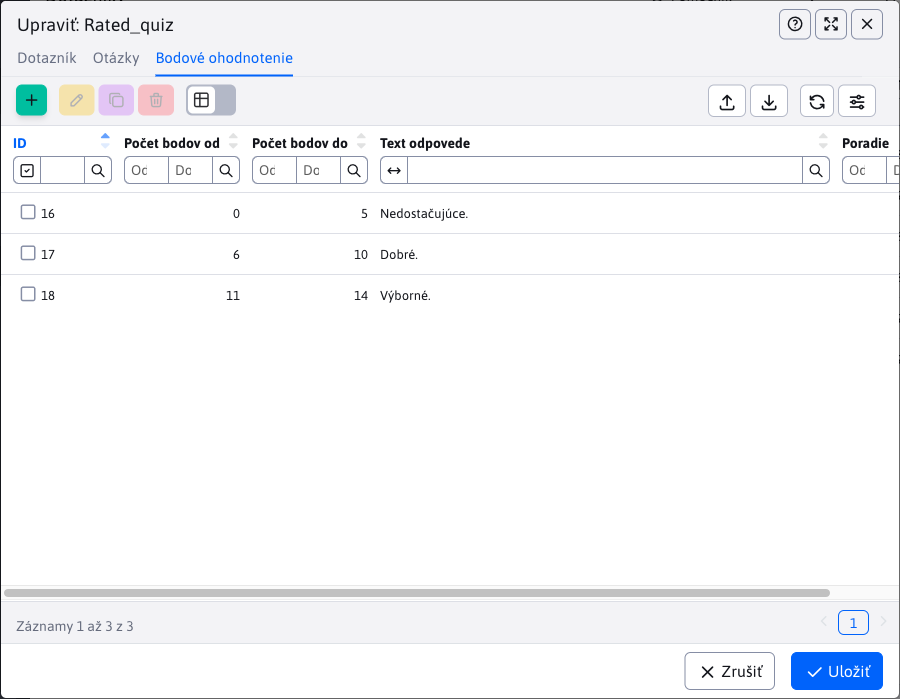 Upraviť: Rated_quiz
Dotazník Otázky Bodové ohodnotenie
ID Počet bodov od Počet bodov do Text odpovede Poradie
Od Do Od Do Od
16 0 5 Nedostačujúce.
17 6 10 Dobré.
18 11 14 Výborné.
Záznamy 1 až 3 z 3
1
Zrušiť Uložiť